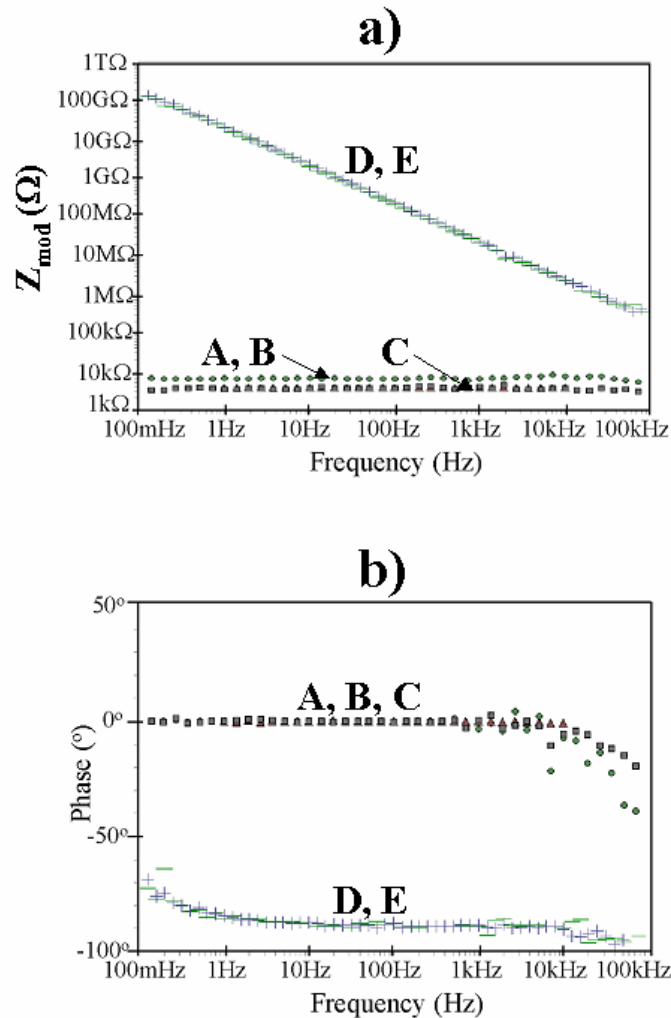 a)
1TΩ
100GΩ
10GΩ
1GΩ
100MΩ
10MΩ
1MΩ
100kΩ
10kΩ
1kΩ
Zmod (Ω)
D, E
A, B
C
100mHz 1Hz 10Hz 100Hz 1kHz 10kHz 100kHz
Frequency (Hz)
b)
50°
0°
-50°
-100°
Phase (°)
A, B, C
D, E
100mHz 1Hz 10Hz 100Hz 1kHz 10kHz 100kHz
Frequency (Hz)